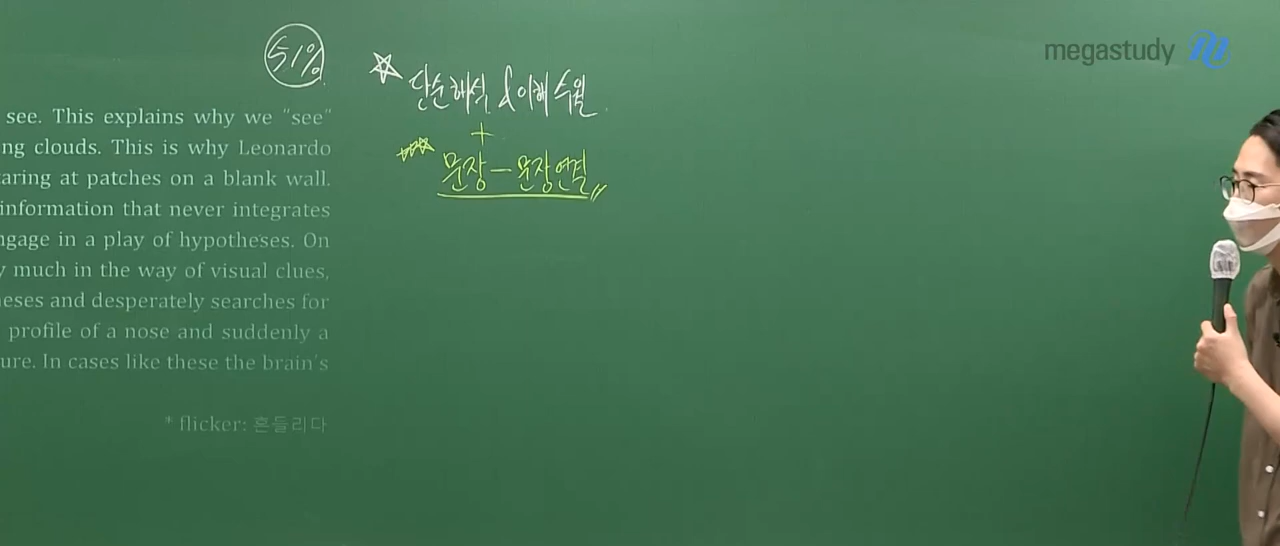 megastudy
51%
☆ 단순해석 & 이해 수월
+
☆☆☆ 문장 - 문장연결
see. This explains why we "see"
ng clouds. This is why Leonardo
aring at patches on a blank wall.
information that never integrates
ngage in a play of hypotheses. On
y much in the way of visual clues,
eses and desperately searches for
profile of a nose and suddenly a
ure. In cases like these the brain's
* flicker: 흔들리다